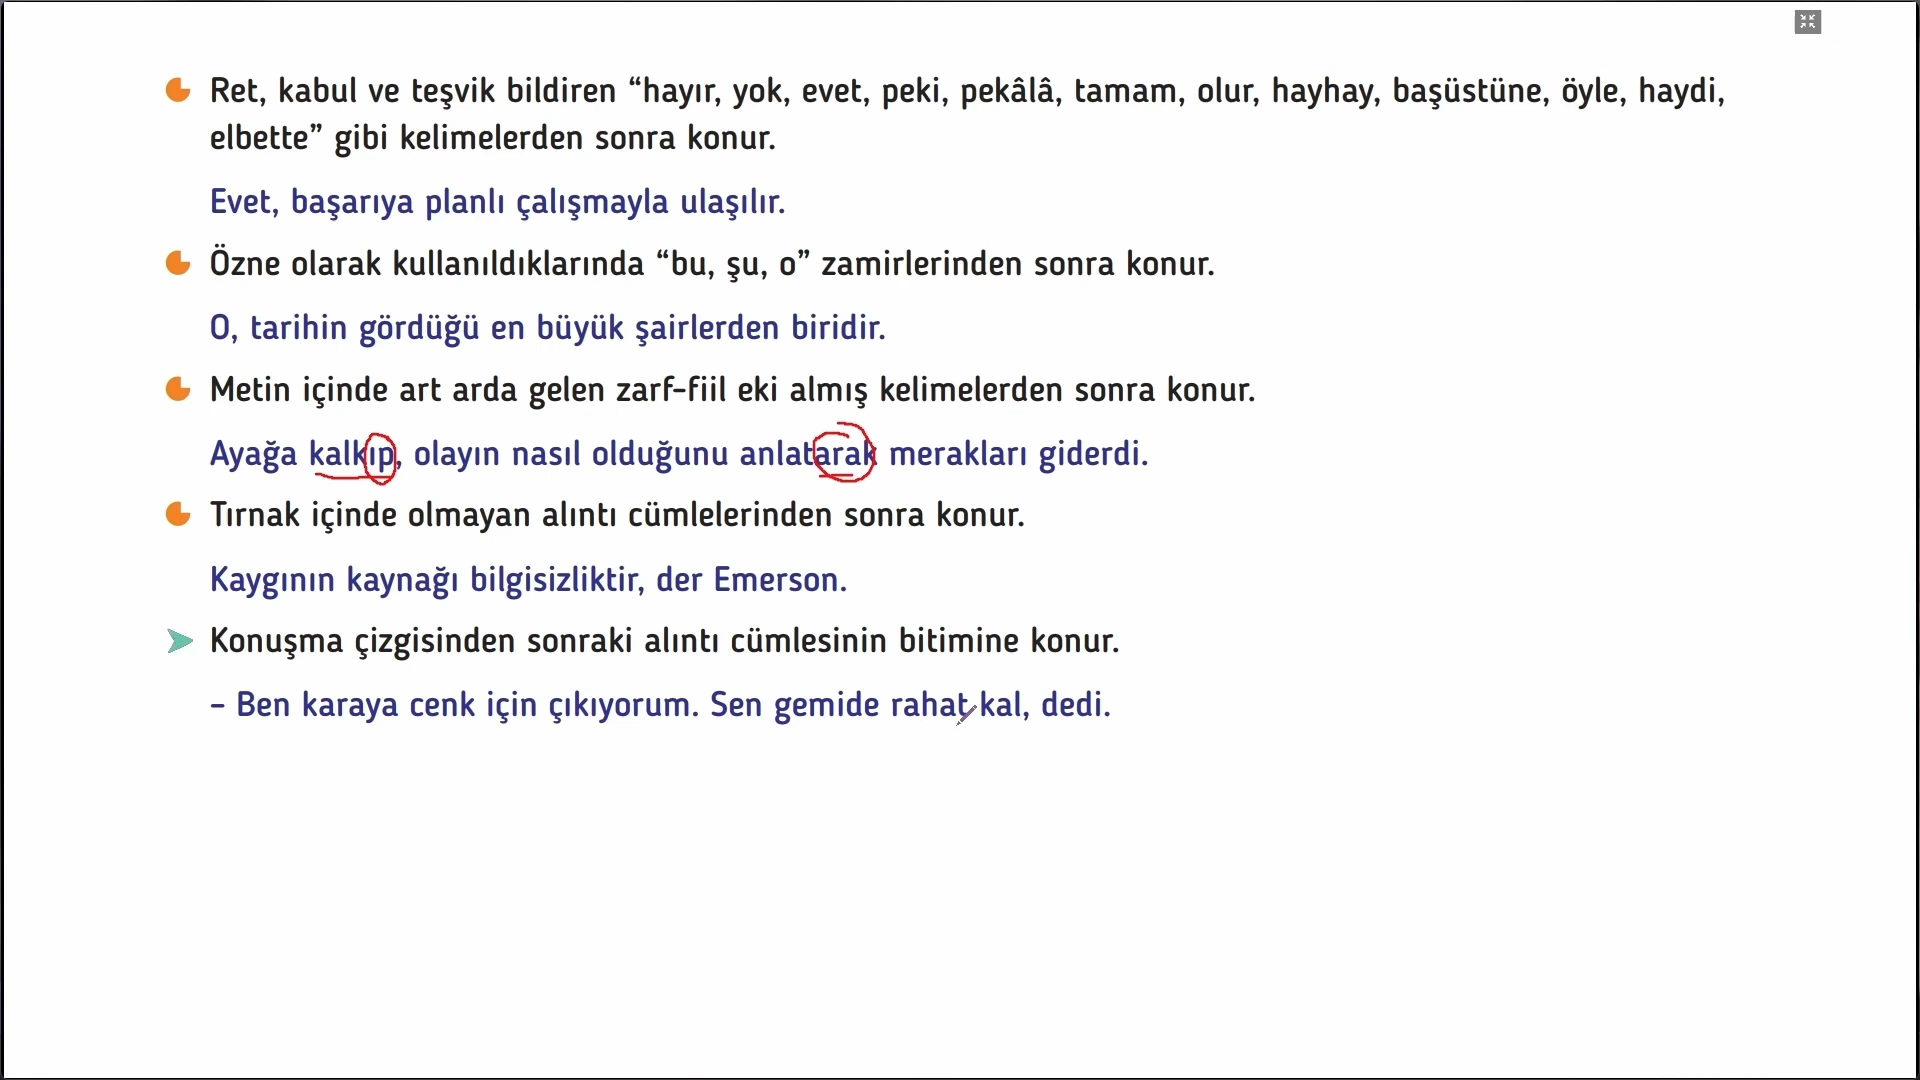 Ret, kabul ve teşvik bildiren “hayır, yok, evet, peki, pekâlâ, tamam, olur, hayhay, başüstüne, öyle, haydi,
elbette” gibi kelimelerden sonra konur.
Evet, başarıya planlı çalışmayla ulaşılır.
Özne olarak kullanıldıklarında “bu, şu, o” zamirlerinden sonra konur.
O, tarihin gördüğü en büyük şairlerden biridir.
Metin içinde art arda gelen zarf-fiil eki almış kelimelerden sonra konur.
Ayağa kalkıp, olayın nasıl olduğunu anlatarak merakları giderdi.
Tırnak içinde olmayan alıntı cümlelerinden sonra konur.
Kaygının kaynağı bilgisizliktir, der Emerson.
Konuşma çizgisinden sonraki alıntı cümlesinin bitimine konur.
– Ben karaya cenk için çıkıyorum. Sen gemide rahat kal, dedi.